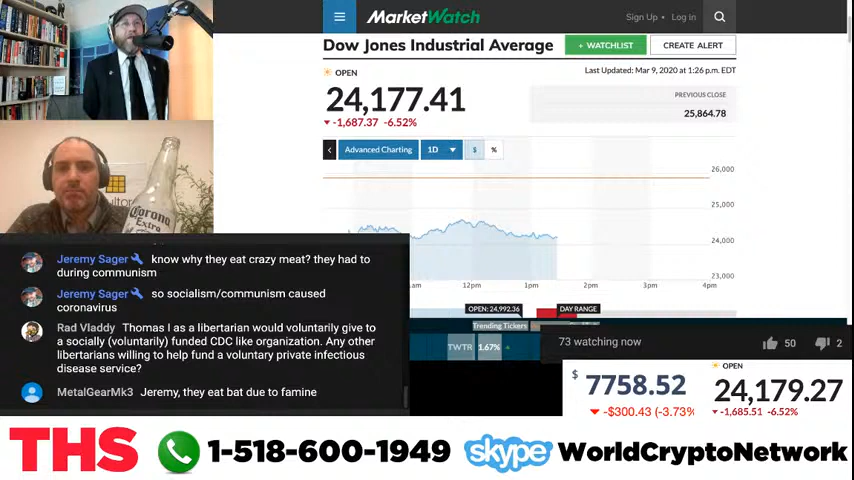 MarketWatch
Sign Up · Log in
Dow Jones Industrial Average
+ WATCHLIST
CREATE ALERT
OPEN
Last Updated: Mar 9, 2020 at 1:26 p.m. EDT
24,177.41
PREVIOUS CLOSE
-1,687.37 -6.52%
25,864.78
Advanced Charting
1D
$
%
26,000
25,000
24,000
23,000
am 12pm 1pm 2pm 3pm 4pm
Corona
Extra
OPEN: 24,992.36
DAY RANGE
Trending Tickers
TWTR 1.67%
Jeremy Sager know why they eat crazy meat? they had to
during communism
Jeremy Sager so socialism/communism caused
coronavirus
Rad Vladdy Thomas I as a libertarian would voluntarily give to
a socially (voluntarily) funded CDC like organization. Any other
libertarians willing to help fund a voluntary private infectious
disease service?
MetalGearMk3 Jeremy, they eat bat due to famine
73 watching now
50
2
$ 7758.52
-$300.43 (-3.73%
OPEN
24,179.27
-1,685.51 -6.52%
THS
1-518-600-1949
skype
WorldCryptoNetwork